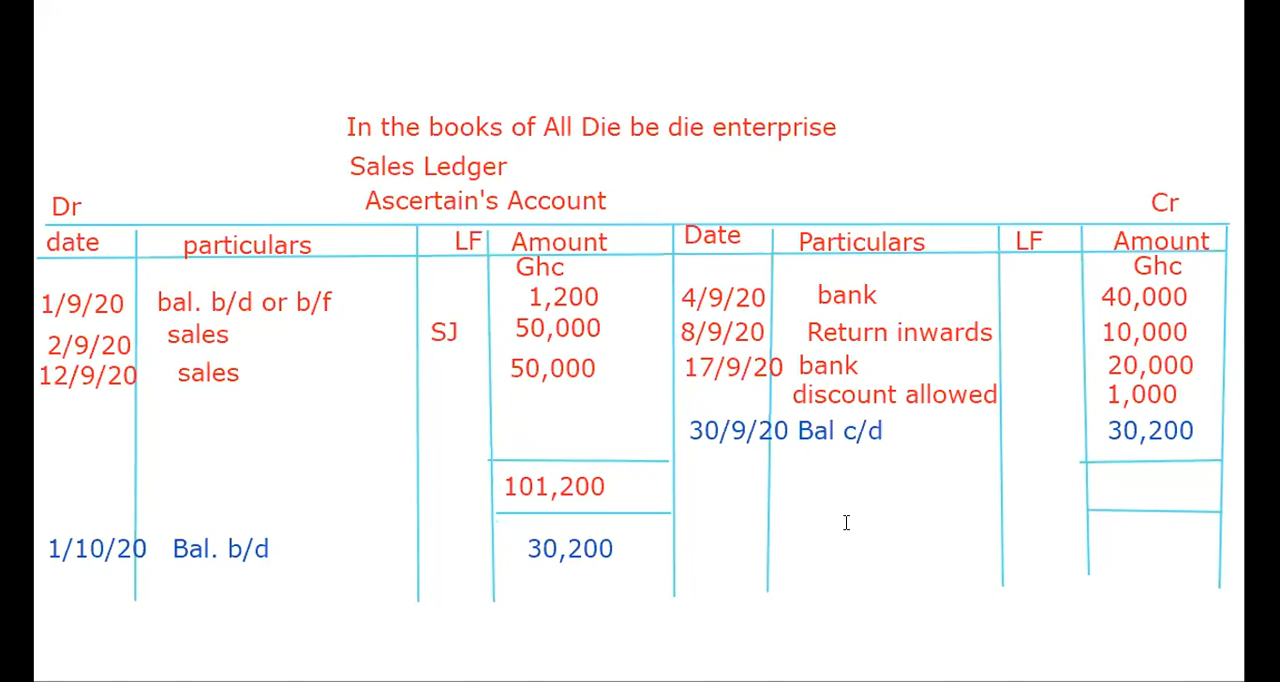 In the books of All Die be die enterprise
Sales Ledger
Ascertain's Account
Dr Cr
date particulars LF Amount Date Particulars LF Amount
Ghc Ghc
1/9/20 bal. b/d or b/f 1,200 4/9/20 bank 40,000
2/9/20 sales SJ 50,000 8/9/20 Return inwards 10,000
12/9/20 sales 50,000 17/9/20 bank 20,000
discount allowed 1,000
30/9/20 Bal c/d 30,200
101,200
1/10/20 Bal. b/d 30,200